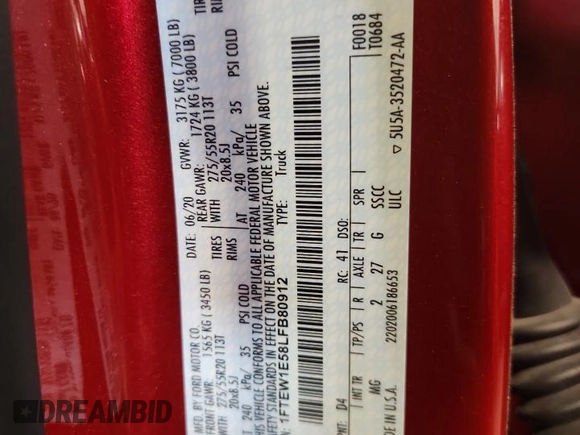 MFD. BY FORD MOTOR CO.
DATE: 06/20 GVWR: 3175 KG ( 7000 LB)
FRONT GAWR: 1565 KG ( 3450 LB) REAR GAWR: 1724 KG ( 3800 LB)
275/55R20 113T TIRES WITH 275/55R20 113T TIRES
20x8.5J RIMS 20x8.5J
AT 240 kPa/ 35 PSI COLD AT 240 kPa/ 35 PSI COLD
THIS VEHICLE CONFORMS TO ALL APPLICABLE FEDERAL MOTOR VEHICLE
SAFETY STANDARDS IN EFFECT ON THE DATE OF MANUFACTURE SHOWN ABOVE.
1FTEW1E58LFB80912 TYPE: Truck
F0018
T0684
PNT: D4 RC: 41 DSO:
INT TR TP/PS R AXLE TR SPR
MG 2 27 G SSCC
ULC
2202006186653
MADE IN U.S.A. ▽ 5U5A-3520472-AA
DREAMBID